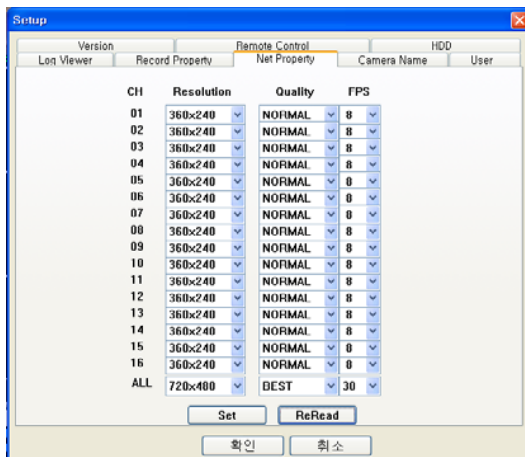 Setup
Version Remote Control HDD
Log Viewer Record Property Net Property Camera Name User
CH Resolution Quality FPS
01 360x240 NORMAL 8
02 360x240 NORMAL 8
03 360x240 NORMAL 8
04 360x240 NORMAL 8
05 360x240 NORMAL 8
06 360x240 NORMAL 8
07 360x240 NORMAL 8
08 360x240 NORMAL 8
09 360x240 NORMAL 8
10 360x240 NORMAL 8
11 360x240 NORMAL 8
12 360x240 NORMAL 8
13 360x240 NORMAL 8
14 360x240 NORMAL 8
15 360x240 NORMAL 8
16 360x240 NORMAL 8
ALL 720x480 BEST 30
Set ReRead
확인 취소